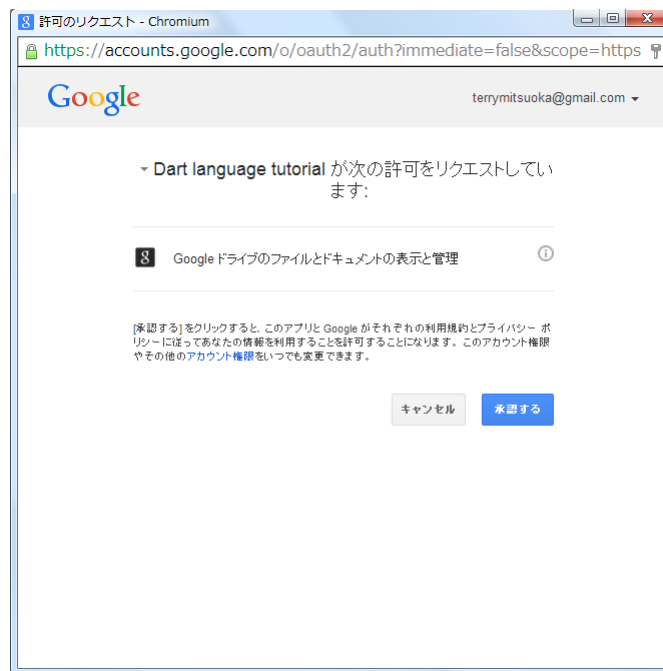 許可のリクエスト - Chromium
https://accounts.google.com/o/oauth2/auth?immediate=false&scope=https
Google
terrymitsuoka@gmail.com
Dart language tutorial が次の許可をリクエストしてい
ます:
8 Google ドライブのファイルとドキュメントの表示と管理
[承認する] をクリックすると、このアプリと Google がそれぞれの利用規約とプライバシー ポ
リシーに従ってあなたの情報を利用することを許可することになります。このアカウント権限
やその他のアカウント権限をいつでも変更できます。
キャンセル 承認する